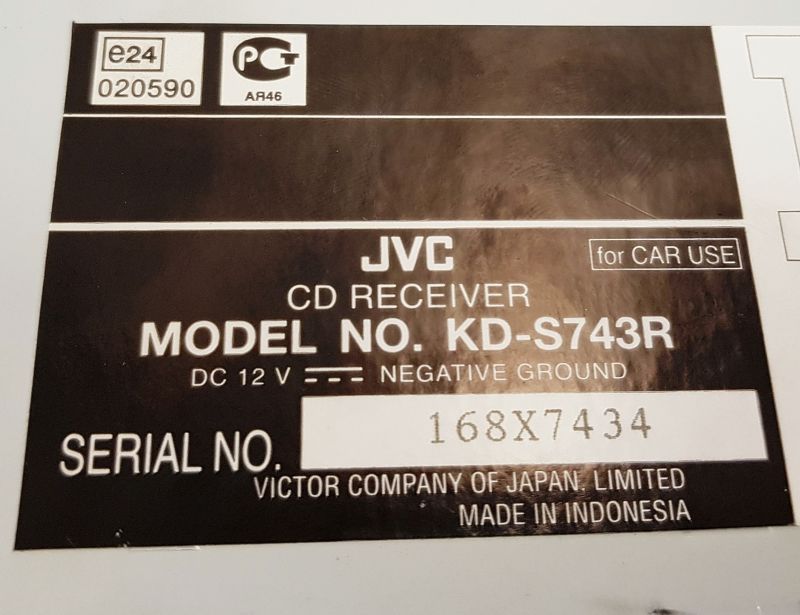 e24
020590
PCT
AЯ46
JVC
for CAR USE
CD RECEIVER
MODEL NO. KD-S743R
DC 12 V NEGATIVE GROUND
SERIAL NO. 168X7434
VICTOR COMPANY OF JAPAN. LIMITED
MADE IN INDONESIA